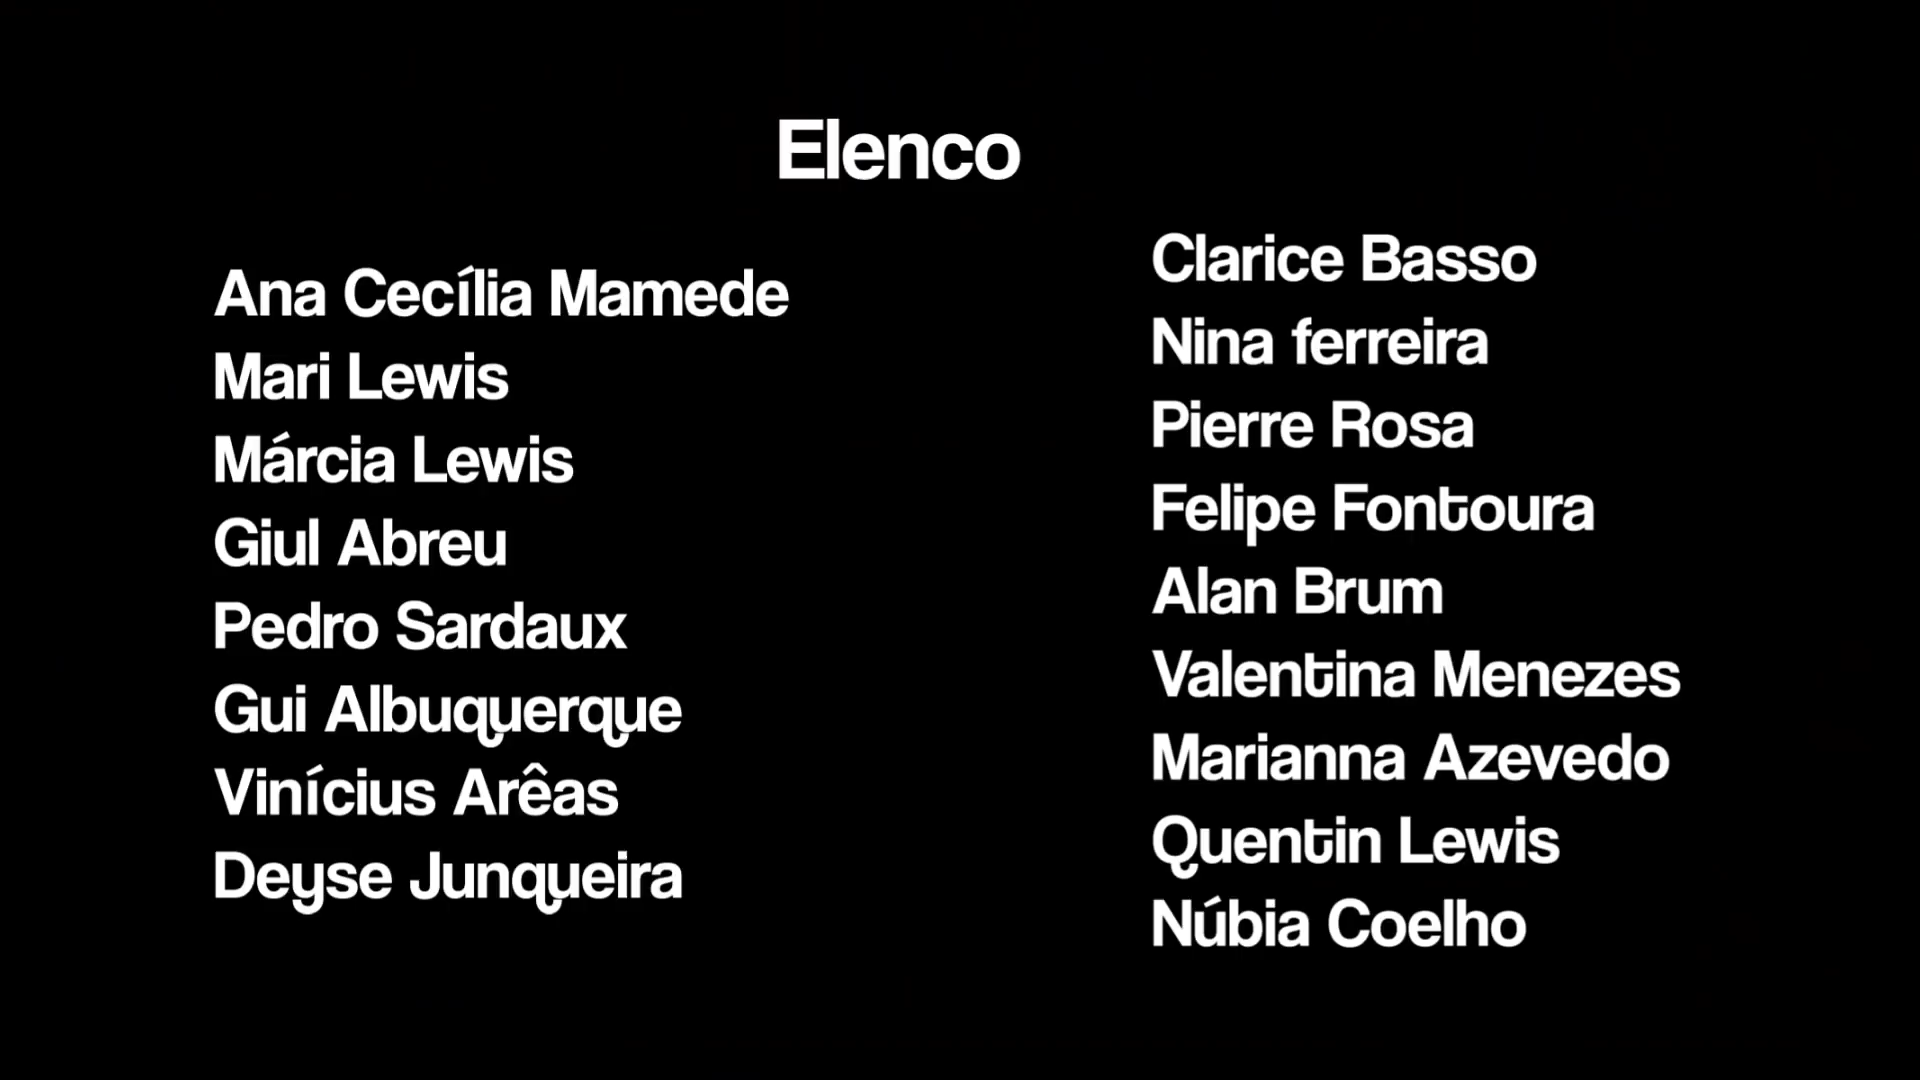 Elenco
Ana Cecília Mamede
Mari Lewis
Márcia Lewis
Giul Abreu
Pedro Sardaux
Gui Albuquerque
Vinícius Arêas
Deyse Junqueira
Clarice Basso
Nina ferreira
Pierre Rosa
Felipe Fontoura
Alan Brum
Valentina Menezes
Marianna Azevedo
Quentin Lewis
Núbia Coelho